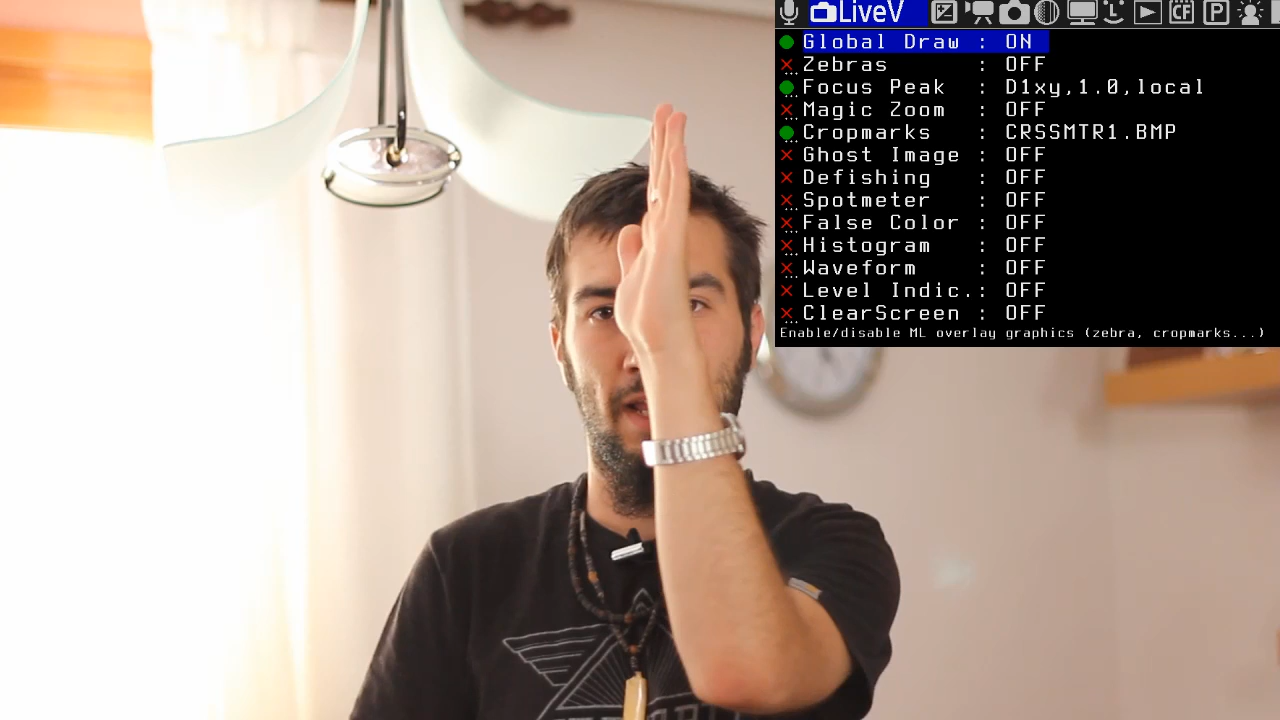 LiveV
Global Draw : ON
Zebras : OFF
Focus Peak : D1xy,1.0,local
Magic Zoom : OFF
Cropmarks : CRSSMTR1.BMP
Ghost Image : OFF
Defishing : OFF
Spotmeter : OFF
False Color : OFF
Histogram : OFF
Waveform : OFF
Level Indic.: OFF
ClearScreen : OFF
Enable/disable ML overlay graphics (zebra, cropmarks...)